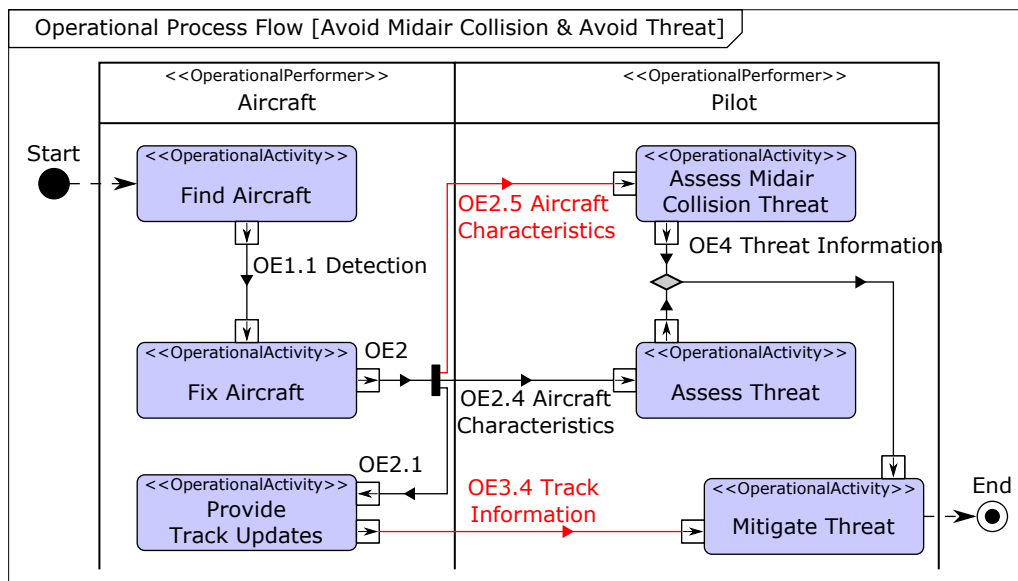 Operational Process Flow [Avoid Midair Collision & Avoid Threat]
<<OperationalPerformer>>
Aircraft
<<OperationalPerformer>>
Pilot
Start
<<OperationalActivity>>
Find Aircraft
<<OperationalActivity>>
Assess Midair
Collision Threat
OE2.5 Aircraft
Characteristics
OE4 Threat Information
OE1.1 Detection
<<OperationalActivity>>
Fix Aircraft
OE2
<<OperationalActivity>>
Assess Threat
OE2.4 Aircraft
Characteristics
OE2.1
<<OperationalActivity>>
Provide
Track Updates
OE3.4 Track
Information
<<OperationalActivity>>
Mitigate Threat
End